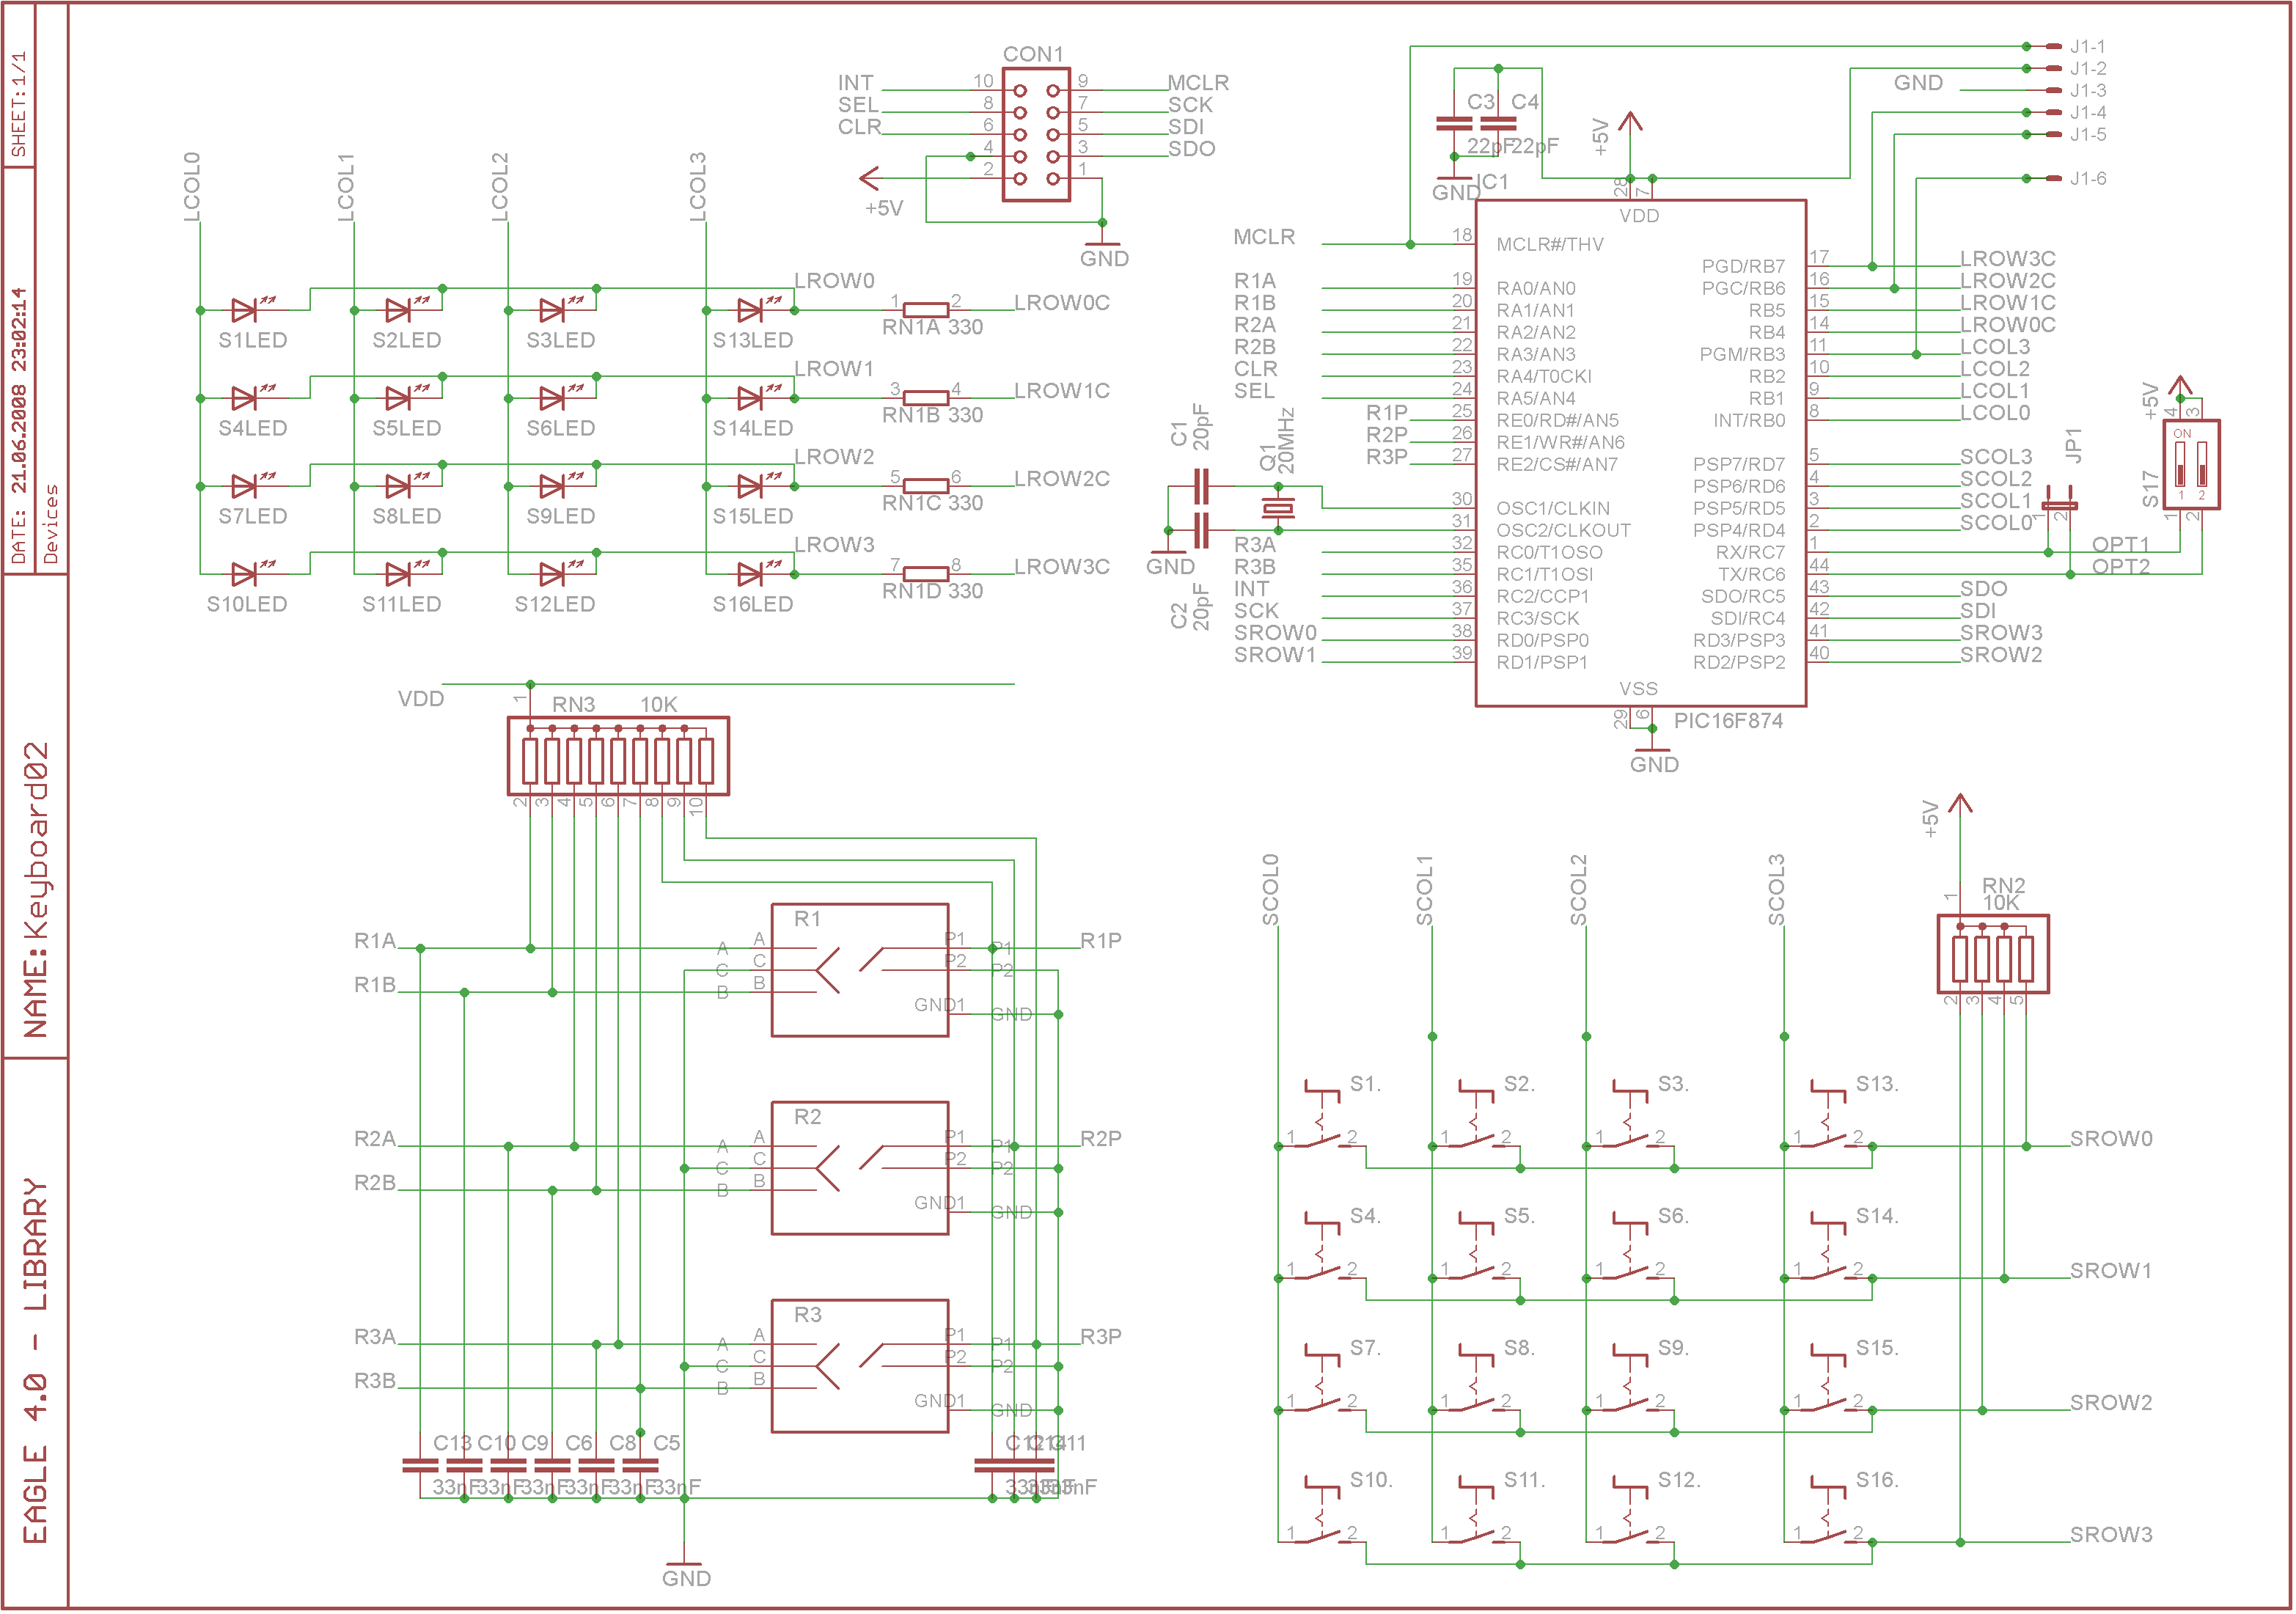 SHEET: 1/1
DATE: 21.06.2008 23:02:14
Devices
NAME: Keyboard02
EAGLE 4.0 - LIBRARY
LCOL0
LCOL1
LCOL2
LCOL3
S1LED
S2LED
S3LED
S13LED
LROW0
1
2
RN1A 330
LROW0C
S4LED
S5LED
S6LED
S14LED
LROW1
3
4
RN1B 330
LROW1C
S7LED
S8LED
S9LED
S15LED
LROW2
5
6
RN1C 330
LROW2C
S10LED
S11LED
S12LED
S16LED
LROW3
7
8
RN1D 330
LROW3C
CON1
INT 10 9 MCLR
SEL 8 7 SCK
CLR 6 5 SDI
4 3 SDO
2 1
+5V
GND
C3 C4
22pF 22pF
GND
+5V
IC1
28 7
VDD
J1-1
J1-2
GND J1-3
J1-4
J1-5
J1-6
MCLR 18 MCLR#/THV
R1A 19 RA0/AN0
R1B 20 RA1/AN1
R2A 21 RA2/AN2
R2B 22 RA3/AN3
CLR 23 RA4/T0CKI
SEL 24 RA5/AN4
R1P 25 RE0/RD#/AN5
R2P 26 RE1/WR#/AN6
R3P 27 RE2/CS#/AN7
30 OSC1/CLKIN
31 OSC2/CLKOUT
R3A 32 RC0/T1OSO
R3B 35 RC1/T1OSI
INT 36 RC2/CCP1
SCK 37 RC3/SCK
SROW0 38 RD0/PSP0
SROW1 39 RD1/PSP1
PGD/RB7 17 LROW3C
PGC/RB6 16 LROW2C
RB5 15 LROW1C
RB4 14 LROW0C
PGM/RB3 11 LCOL3
RB2 10 LCOL2
RB1 9 LCOL1
INT/RB0 8 LCOL0
PSP7/RD7 5 SCOL3
PSP6/RD6 4 SCOL2
PSP5/RD5 3 SCOL1
PSP4/RD4 2 SCOL0
RX/RC7 1 OPT1
TX/RC6 44 OPT2
SDO/RC5 43 SDO
SDI/RC4 42 SDI
RD3/PSP3 41 SROW3
RD2/PSP2 40 SROW2
VSS
29 6
PIC16F874
GND
C1
20pF
Q1
20MHz
GND
C2
20pF
JP1
1
2
+5V
4 3
ON
1 2
S17
1 2
VDD
1
RN3 10K
2 3 4 5 6 7 8 9 10
R1
R1A A A P1 P1 R1P
C C P2 P2
R1B B B
GND1 GND
R2
R2A A A P1 P1 R2P
C C P2 P2
R2B B B
GND1 GND
R3
R3A A A P1 P1 R3P
C C P2 P2
R3B B B
GND1 GND
C13 C10 C9 C6 C8 C5
33nF 33nF 33nF 33nF 33nF 33nF
GND
SCOL0
SCOL1
SCOL2
SCOL3
+5V
1
RN2
10K
2 3 4 5
S1. S2. S3. S13.
1 2 1 2 1 2 1 2 SROW0
S4. S5. S6. S14.
1 2 1 2 1 2 1 2 SROW1
S7. S8. S9. S15.
1 2 1 2 1 2 1 2 SROW2
S10. S11. S12. S16.
1 2 1 2 1 2 1 2 SROW3